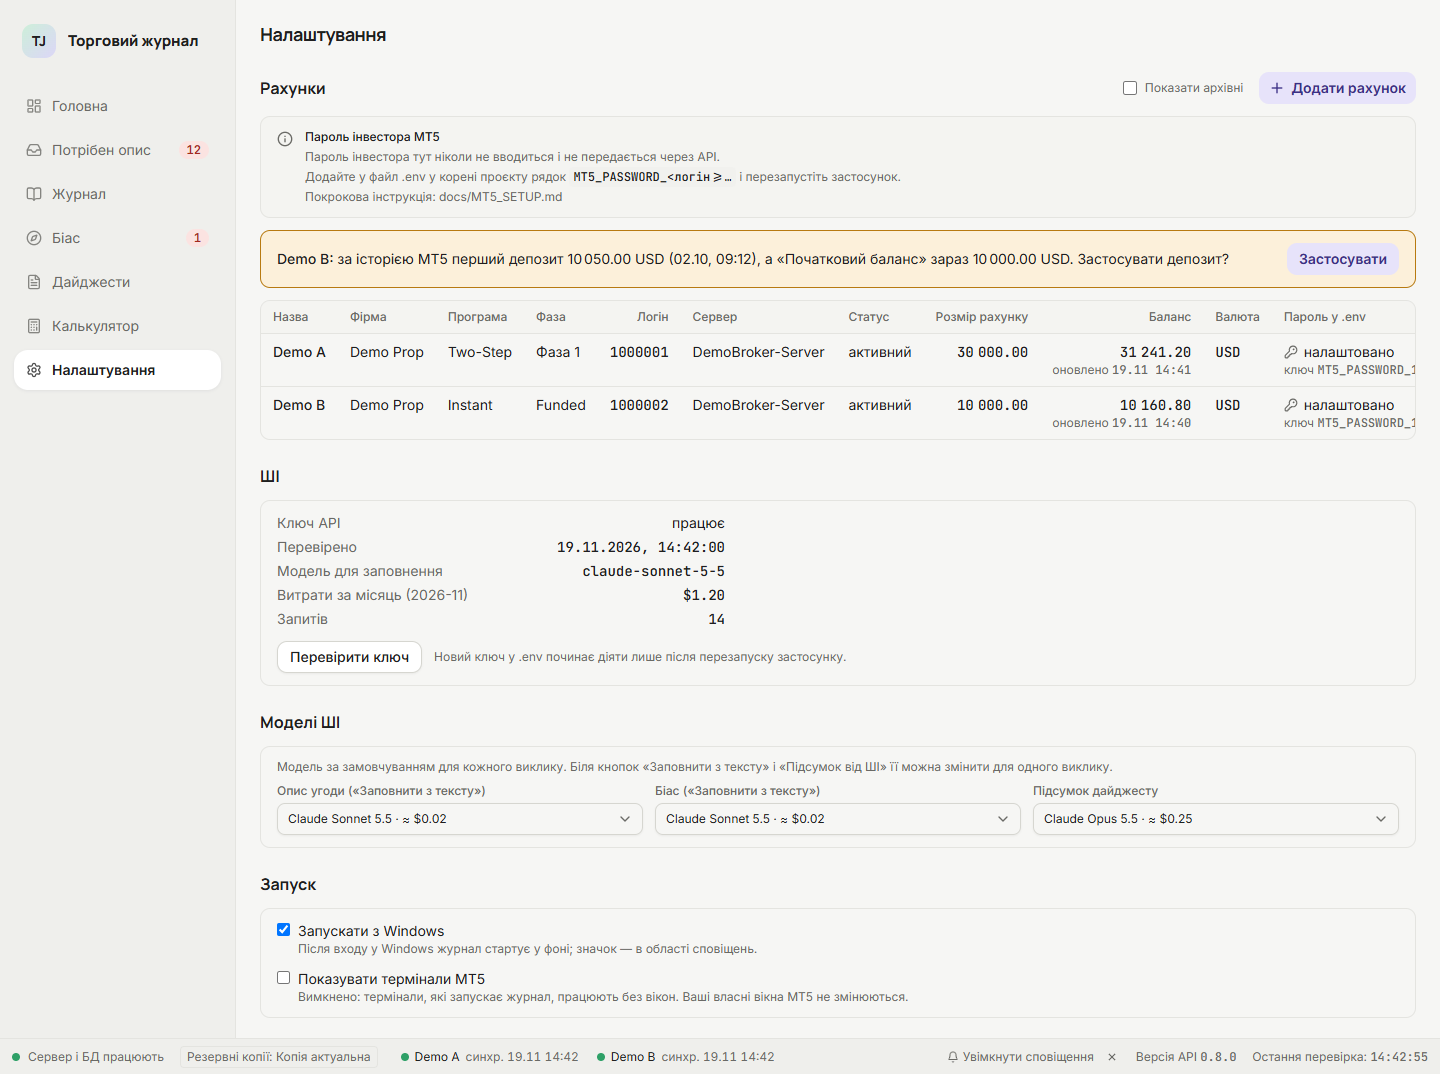 TJ Торговий журнал
Головна
Потрібен опис 12
Журнал
Біас 1
Дайджести
Калькулятор
Налаштування
Налаштування
Рахунки
Показати архівні
+ Додати рахунок
Пароль інвестора MT5
Пароль інвестора тут ніколи не вводиться і не передається через API.
Додайте у файл .env у корені проєкту рядок MT5_PASSWORD_<логін>=… і перезапустіть застосунок.
Покрокова інструкція: docs/MT5_SETUP.md
Demo B: за історією MT5 перший депозит 10 050.00 USD (02.10, 09:12), а «Початковий баланс» зараз 10 000.00 USD. Застосувати депозит?
Застосувати
Назва Фірма Програма Фаза Логін Сервер Статус Розмір рахунку Баланс Валюта Пароль у .env
Demo A Demo Prop Two-Step Фаза 1 1000001 DemoBroker-Server активний 30 000.00 31 241.20 USD налаштовано
оновлено 19.11 14:41 ключ MT5_PASSWORD_1
Demo B Demo Prop Instant Funded 1000002 DemoBroker-Server активний 10 000.00 10 160.80 USD налаштовано
оновлено 19.11 14:40 ключ MT5_PASSWORD_1
ШІ
Ключ API працює
Перевірено 19.11.2026, 14:42:00
Модель для заповнення claude-sonnet-5-5
Витрати за місяць (2026-11) $1.20
Запитів 14
Перевірити ключ
Новий ключ у .env починає діяти лише після перезапуску застосунку.
Моделі ШІ
Модель за замовчуванням для кожного виклику. Біля кнопок «Заповнити з тексту» і «Підсумок від ШІ» її можна змінити для одного виклику.
Опис угоди («Заповнити з тексту») Біас («Заповнити з тексту») Підсумок дайджесту
Claude Sonnet 5.5 · ≈ $0.02 Claude Sonnet 5.5 · ≈ $0.02 Claude Opus 5.5 · ≈ $0.25
Запуск
Запускати з Windows
Після входу у Windows журнал стартує у фоні; значок — в області сповіщень.
Показувати термінали MT5
Вимкнено: термінали, які запускає журнал, працюють без вікон. Ваші власні вікна MT5 не змінюються.
Сервер і БД працюють Резервні копії: Копія актуальна Demo A синхр. 19.11 14:42 Demo B синхр. 19.11 14:42 Увімкнути сповіщення × Версія API 0.8.0 Остання перевірка: 14:42:55